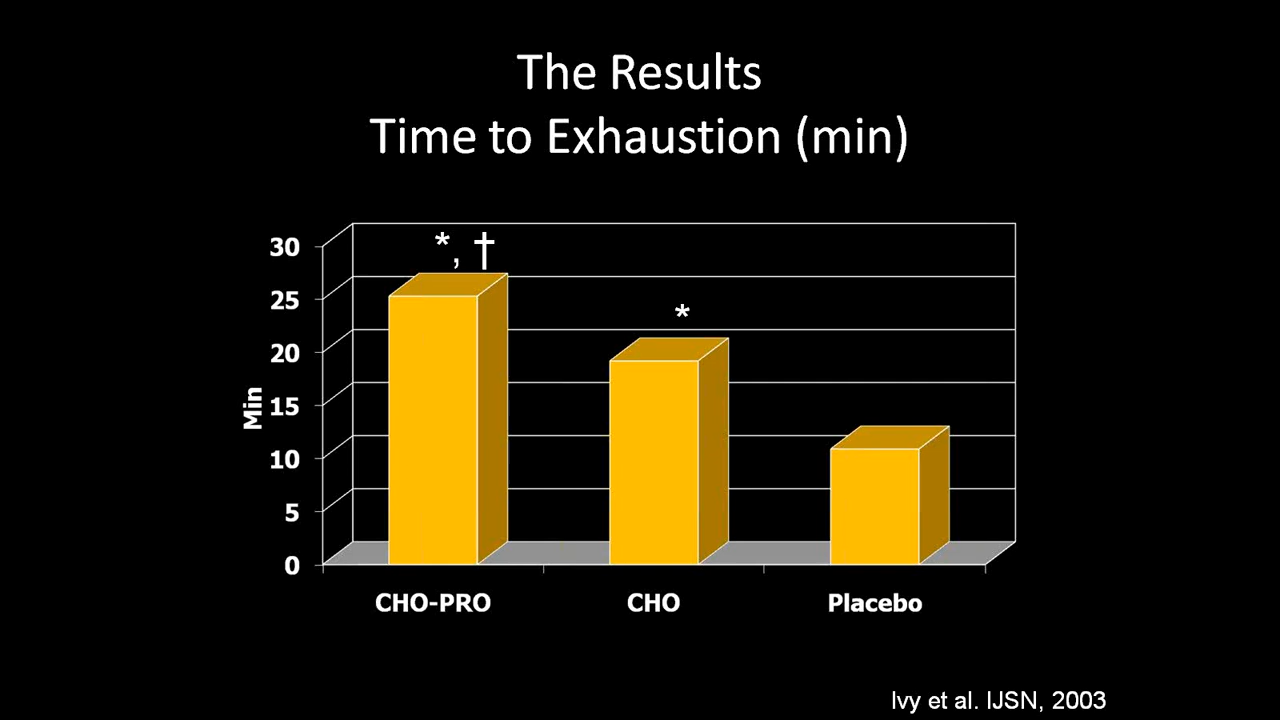 The Results
Time to Exhaustion (min)
*, †
*
30
25
20
15
10
5
0
Min
CHO-PRO
CHO
Placebo
Ivy et al. IJSN, 2003